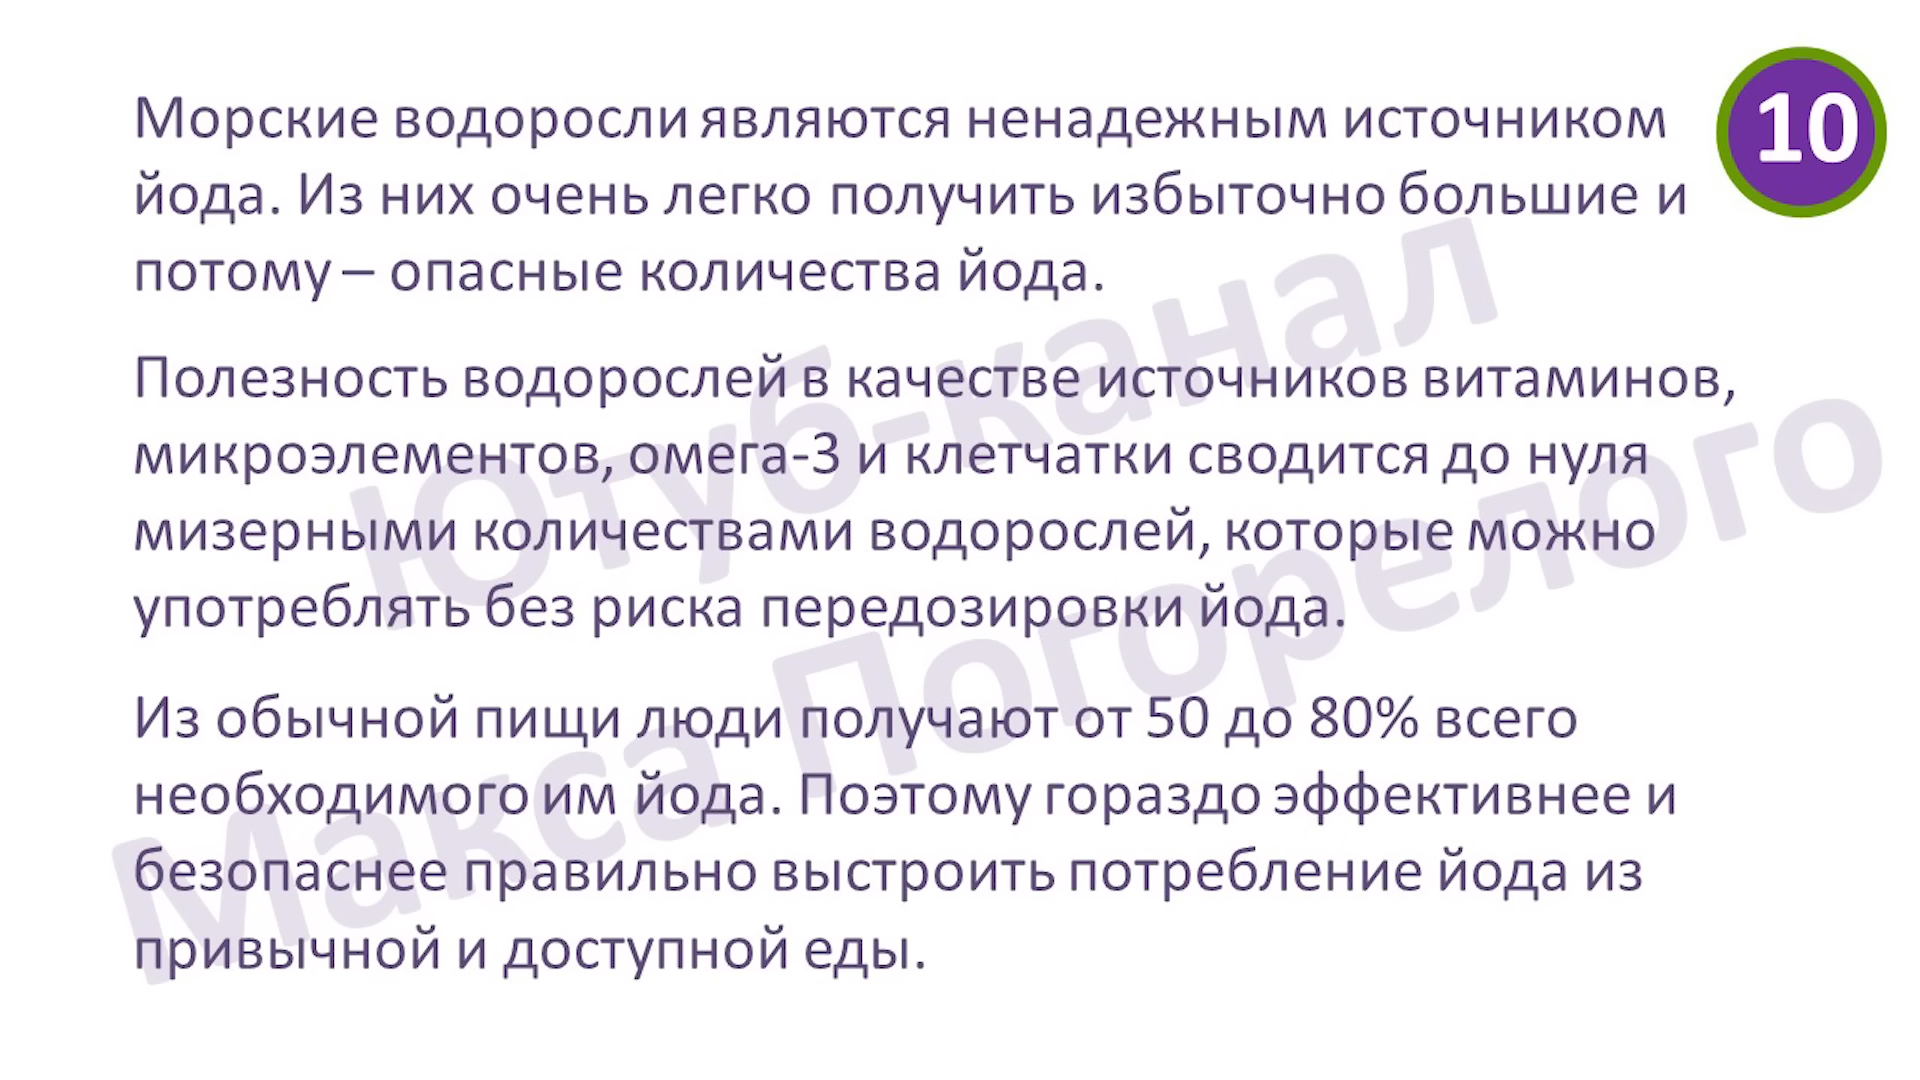 Морские водоросли являются ненадежным источником
йода. Из них очень легко получить избыточно большие и
потому – опасные количества йода.
10
Полезность водорослей в качестве источников витаминов,
микроэлементов, омега-3 и клетчатки сводится до нуля
мизерными количествами водорослей, которые можно
употреблять без риска передозировки йода.
Из обычной пищи люди получают от 50 до 80% всего
необходимого им йода. Поэтому гораздо эффективнее и
безопаснее правильно выстроить потребление йода из
привычной и доступной еды.
Ютуб-канал
Макса Погорелого